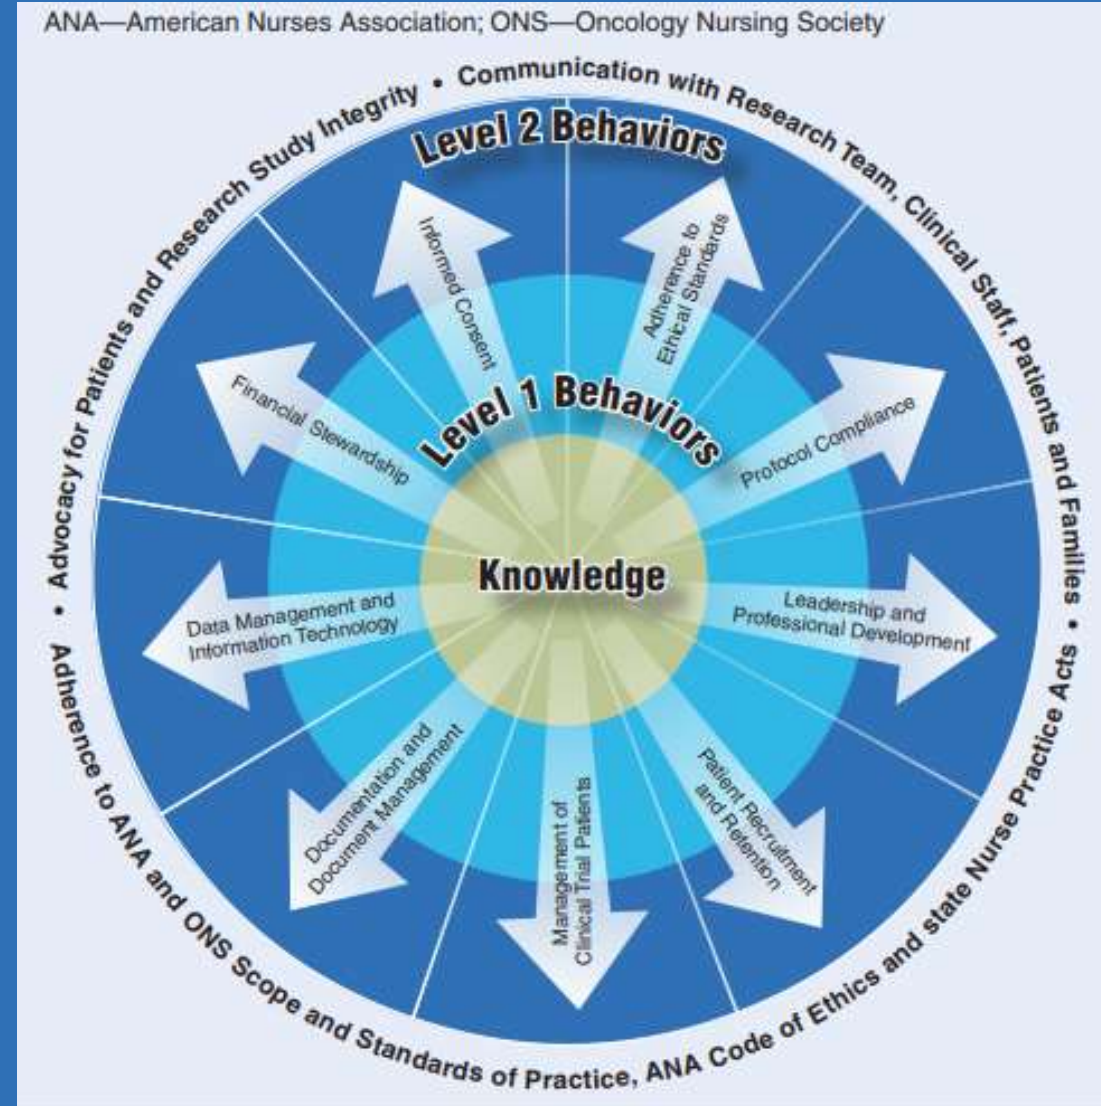 ANA—American Nurses Association; ONS—Oncology Nursing Society
• Advocacy for Patients and Research Study Integrity • Communication with Research Team, Clinical Staff, Patients and Families •
Level 2 Behaviors
Informed Consent
Adherence to
Ethical Standards
Financial Stewardship
Level 1 Behaviors
Protocol Compliance
Knowledge
Data Management and
Information Technology
Leadership and
Professional Development
Documentation and
Document Management
Management of
Clinical Trial Patients
Patient Recruitment
and Retention
Adherence to ANA and ONS Scope and Standards of Practice, ANA Code of Ethics and state Nurse Practice Acts